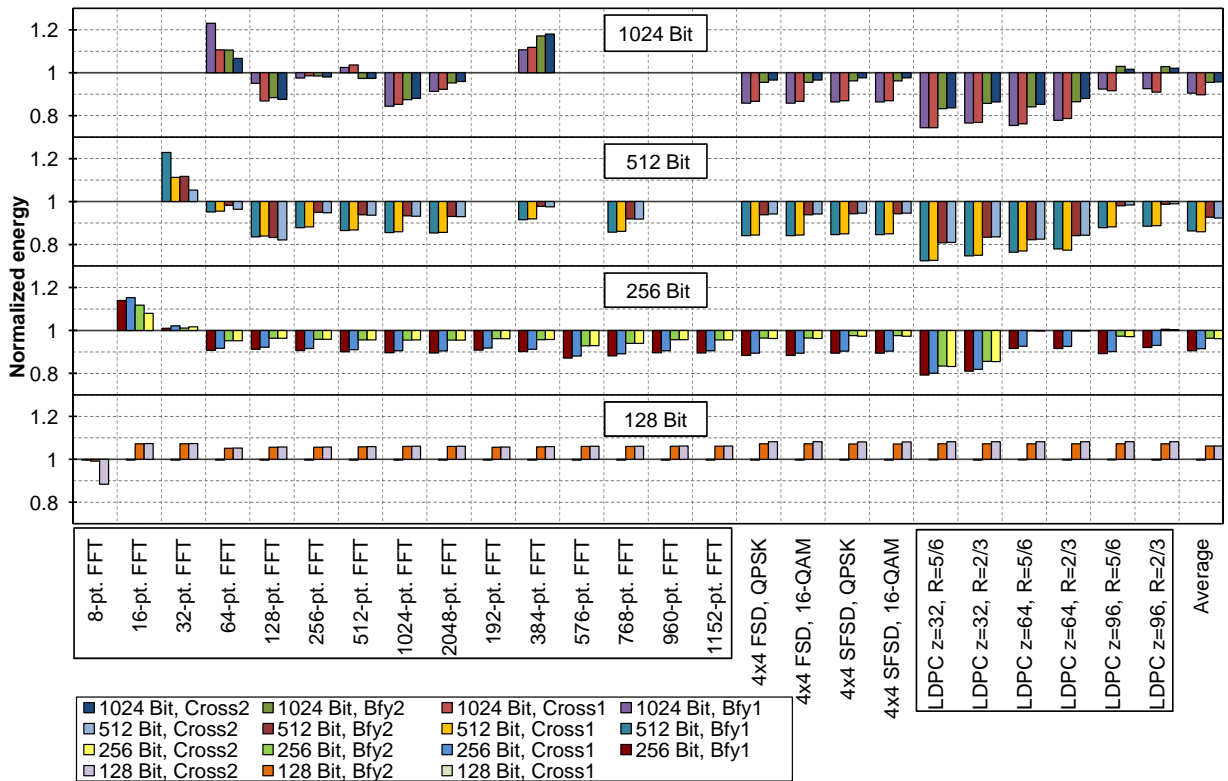 1.2
1
0.8
1024 Bit
1.2
1
0.8
512 Bit
1.2
1
0.8
256 Bit
1.2
1
0.8
128 Bit
Normalized energy
8-pt. FFT
16-pt. FFT
32-pt. FFT
64-pt. FFT
128-pt. FFT
256-pt. FFT
512-pt. FFT
1024-pt. FFT
2048-pt. FFT
192-pt. FFT
384-pt. FFT
576-pt. FFT
768-pt. FFT
960-pt. FFT
1152-pt. FFT
4x4 FSD, QPSK
4x4 FSD, 16-QAM
4x4 SFSD, QPSK
4x4 SFSD, 16-QAM
LDPC z=32, R=5/6
LDPC z=32, R=2/3
LDPC z=64, R=5/6
LDPC z=64, R=2/3
LDPC z=96, R=5/6
LDPC z=96, R=2/3
Average
1024 Bit, Cross2 1024 Bit, Bfy2 1024 Bit, Cross1 1024 Bit, Bfy1
512 Bit, Cross2 512 Bit, Bfy2 512 Bit, Cross1 512 Bit, Bfy1
256 Bit, Cross2 256 Bit, Bfy2 256 Bit, Cross1 256 Bit, Bfy1
128 Bit, Cross2 128 Bit, Bfy2 128 Bit, Cross1